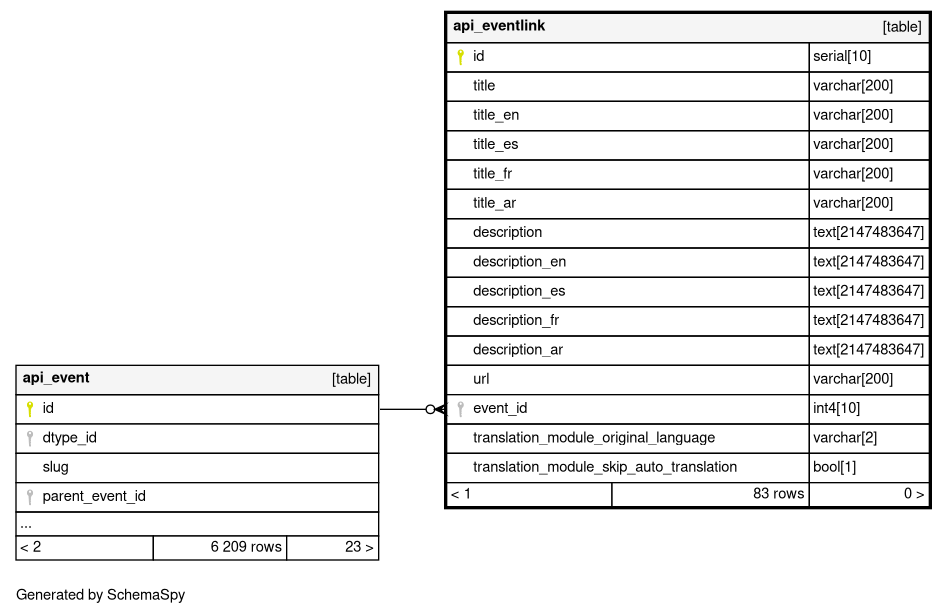 api_eventlink [table]
id serial[10]
title varchar[200]
title_en varchar[200]
title_es varchar[200]
title_fr varchar[200]
title_ar varchar[200]
description text[2147483647]
description_en text[2147483647]
description_es text[2147483647]
description_fr text[2147483647]
description_ar text[2147483647]
url varchar[200]
event_id int4[10]
translation_module_original_language varchar[2]
translation_module_skip_auto_translation bool[1]
< 1 83 rows 0 >
api_event [table]
id
dtype_id
slug
parent_event_id
...
< 2 6 209 rows 23 >
Generated by SchemaSpy